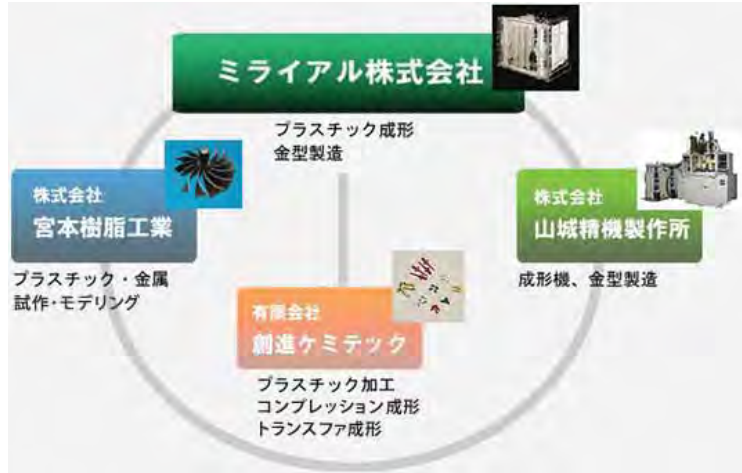 ミライアル株式会社
プラスチック成形
金型製造
株式会社
宮本樹脂工業
プラスチック・金属
試作・モデリング
株式会社
山城精機製作所
成形機、金型製造
有限会社
創進ケミテック
プラスチック加工
コンプレッション成形
トランスファ成形